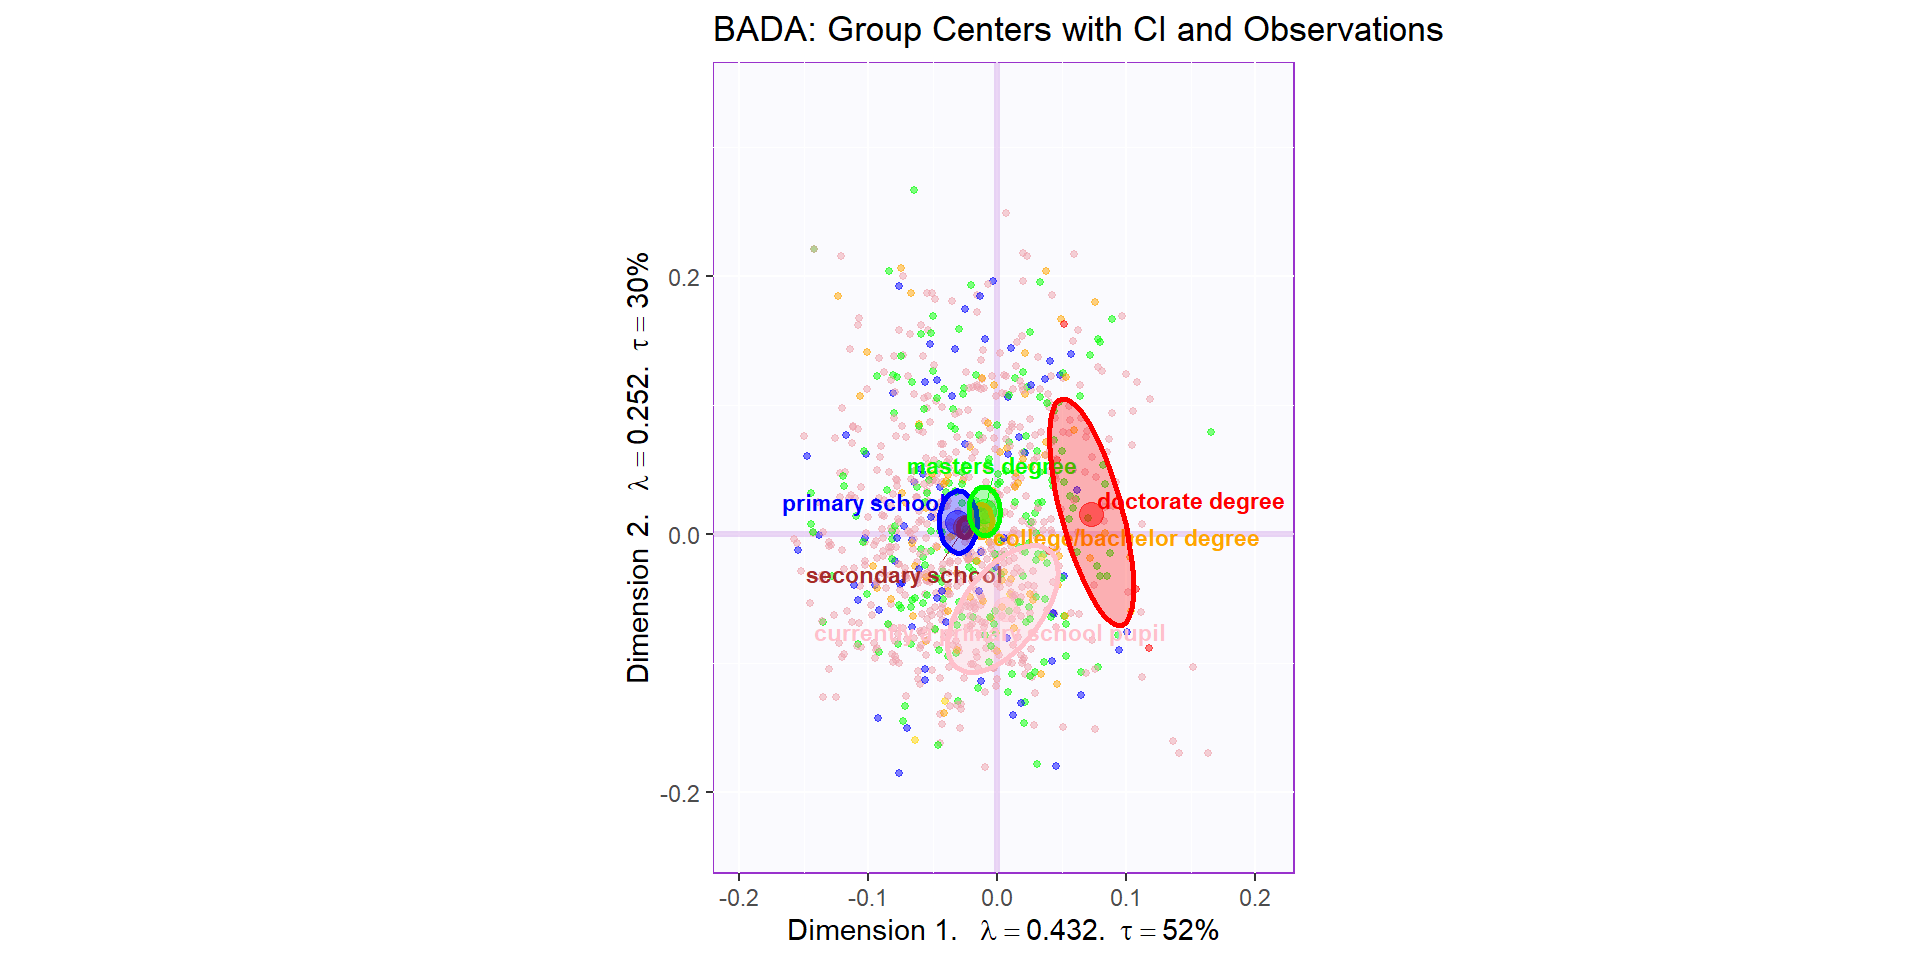 BADA: Group Centers with CI and Observations
Dimension 2.  λ = 0.252.  τ = 30%
0.2
0.0
-0.2
masters degree
primary school
doctorate degree
college/bachelor degree
secondary school
currently a primary school pupil
-0.2
-0.1
0.0
0.1
0.2
Dimension 1.  λ = 0.432.  τ = 52%